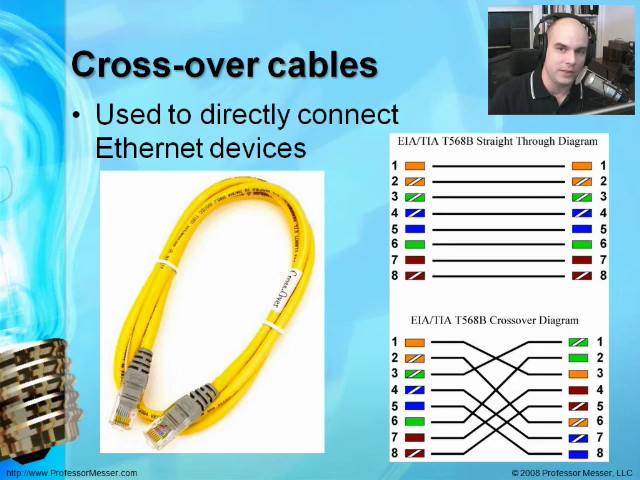 Cross-over cables
• Used to directly connect
Ethernet devices
EIA/TIA T568B Straight Through Diagram
1 1
2 2
3 3
4 4
5 5
6 6
7 7
8 8
Cross-Over
EIA/TIA T568B Crossover Diagram
1 1
2 2
3 3
4 4
5 5
6 6
7 7
8 8
http://www.ProfessorMesser.com
© 2008 Professor Messer, LLC